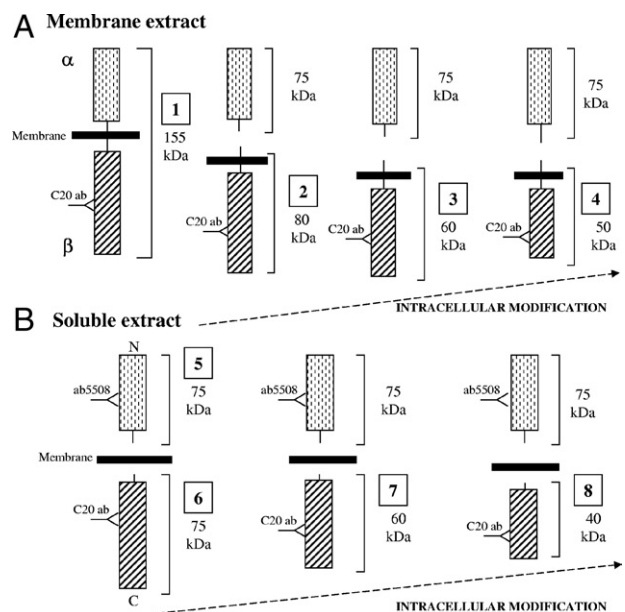 A Membrane extract
α
1
155
kDa
Membrane
C20 ab
β
75
kDa
2
80
kDa
C20 ab
75
kDa
3
60
kDa
C20 ab
75
kDa
4
50
kDa
C20 ab
INTRACELLULAR MODIFICATION
B Soluble extract
N
5
75
kDa
ab5508
Membrane
6
75
kDa
C20 ab
C
ab5508
75
kDa
7
60
kDa
C20 ab
ab5508
75
kDa
8
40
kDa
C20 ab
INTRACELLULAR MODIFICATION